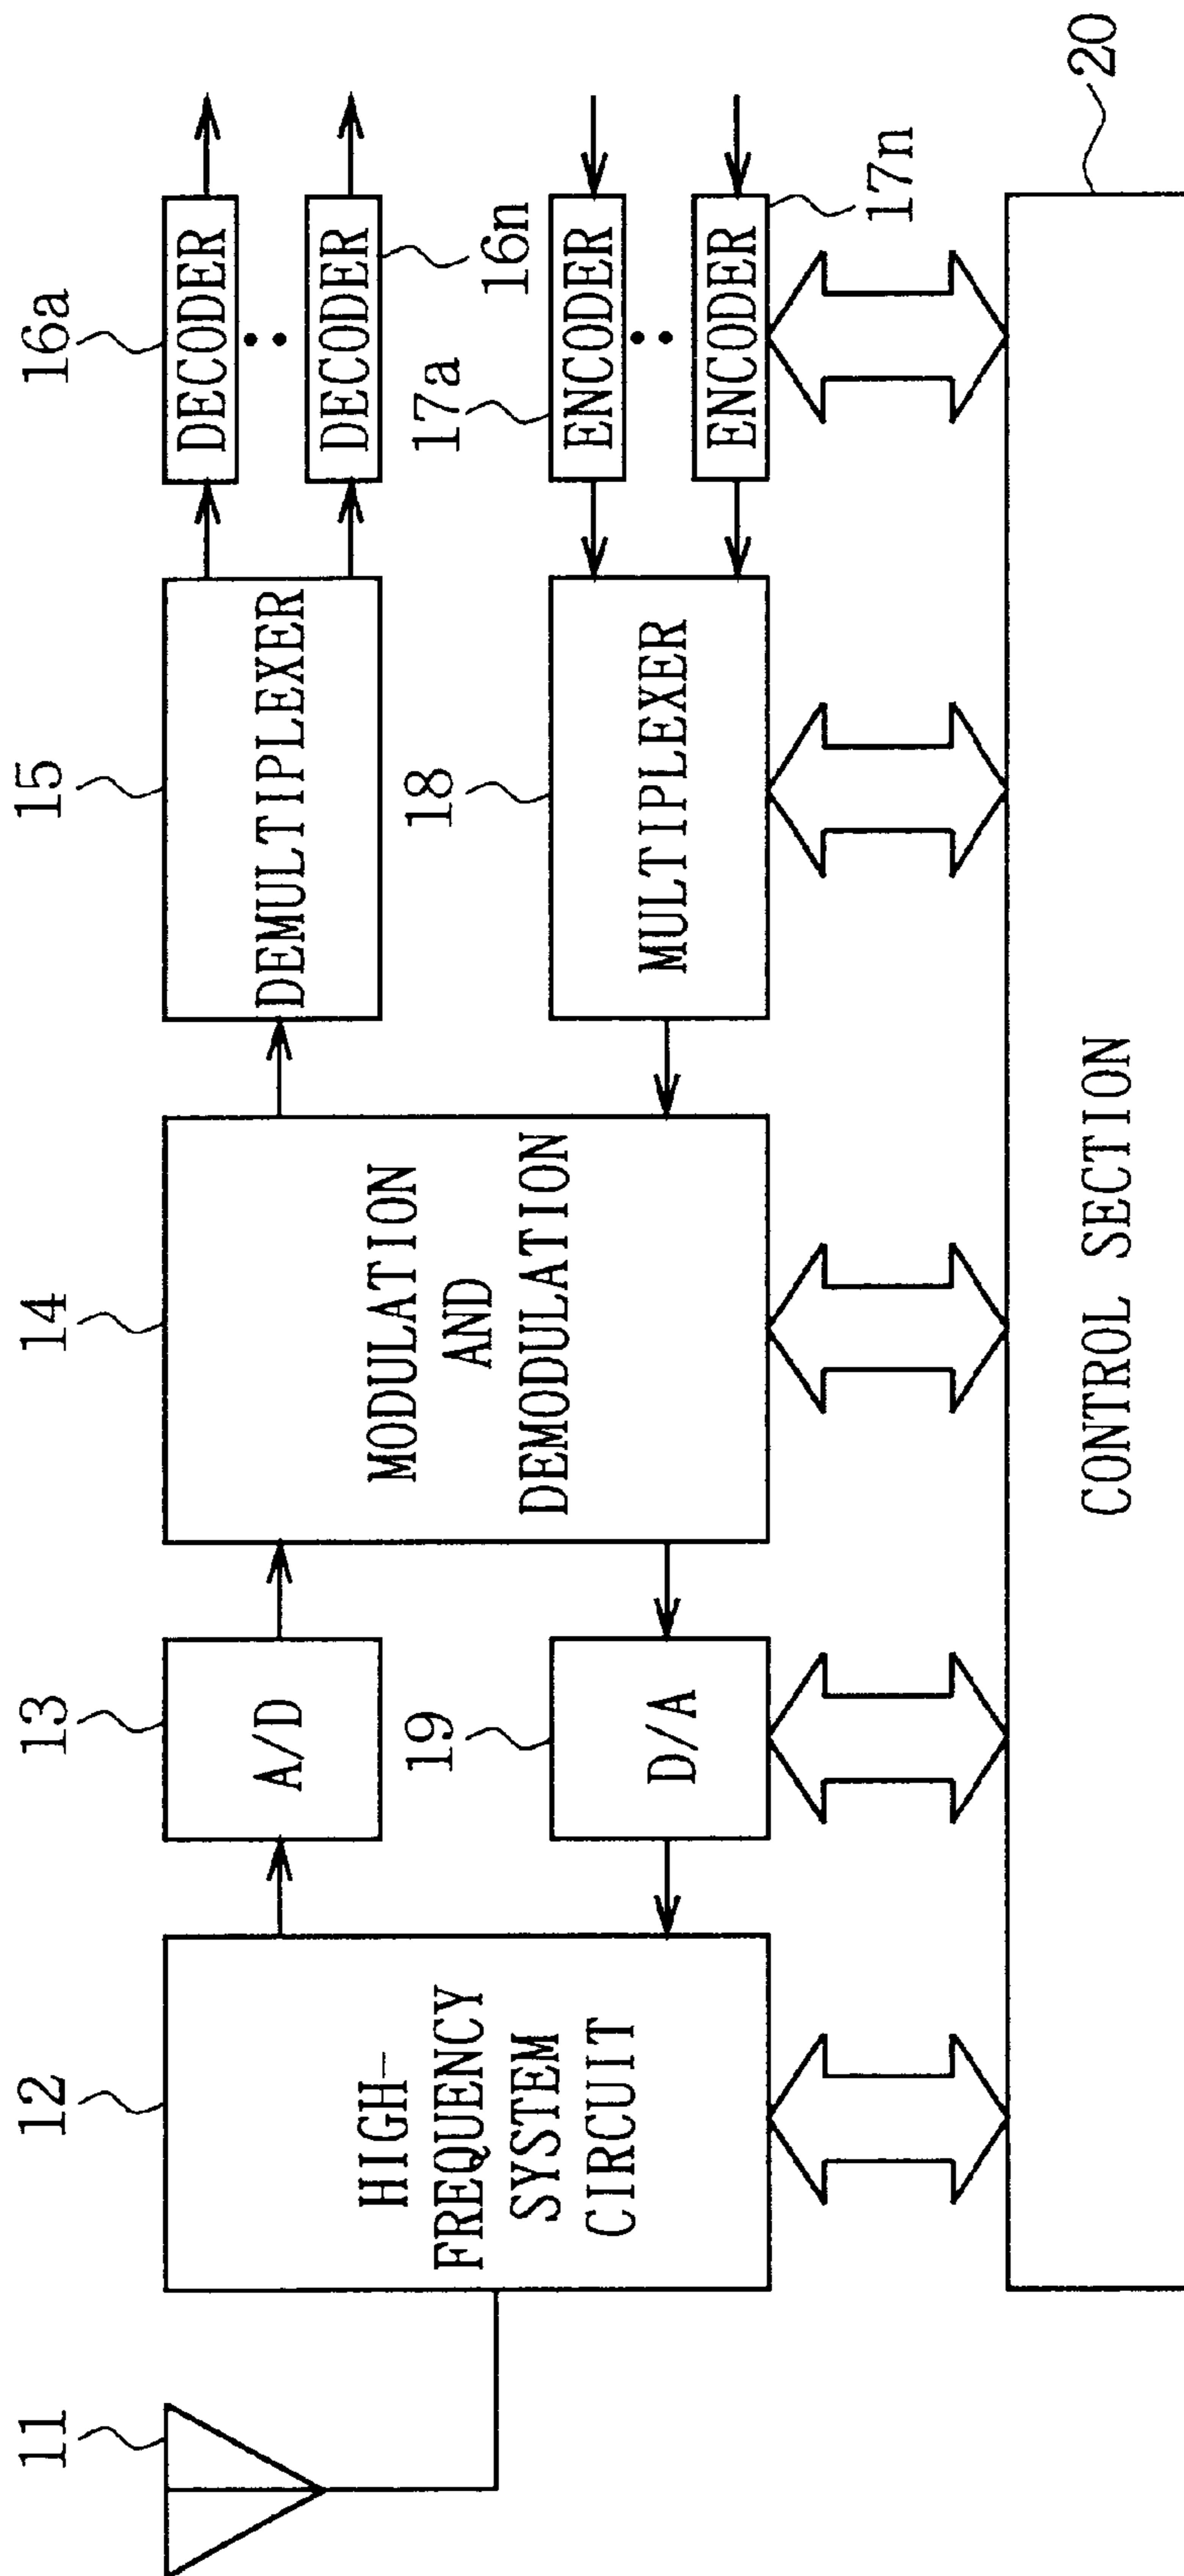 11
12
HIGH-
FREQUENCY
SYSTEM
CIRCUIT
13
A/D
19
D/A
14
MODULATION
AND
DEMODULATION
15
DEMULTIPLEXER
18
MULTIPLEXER
16a
DECODER
DECODER
16n
17a
ENCODER
ENCODER
17n
CONTROL SECTION
20